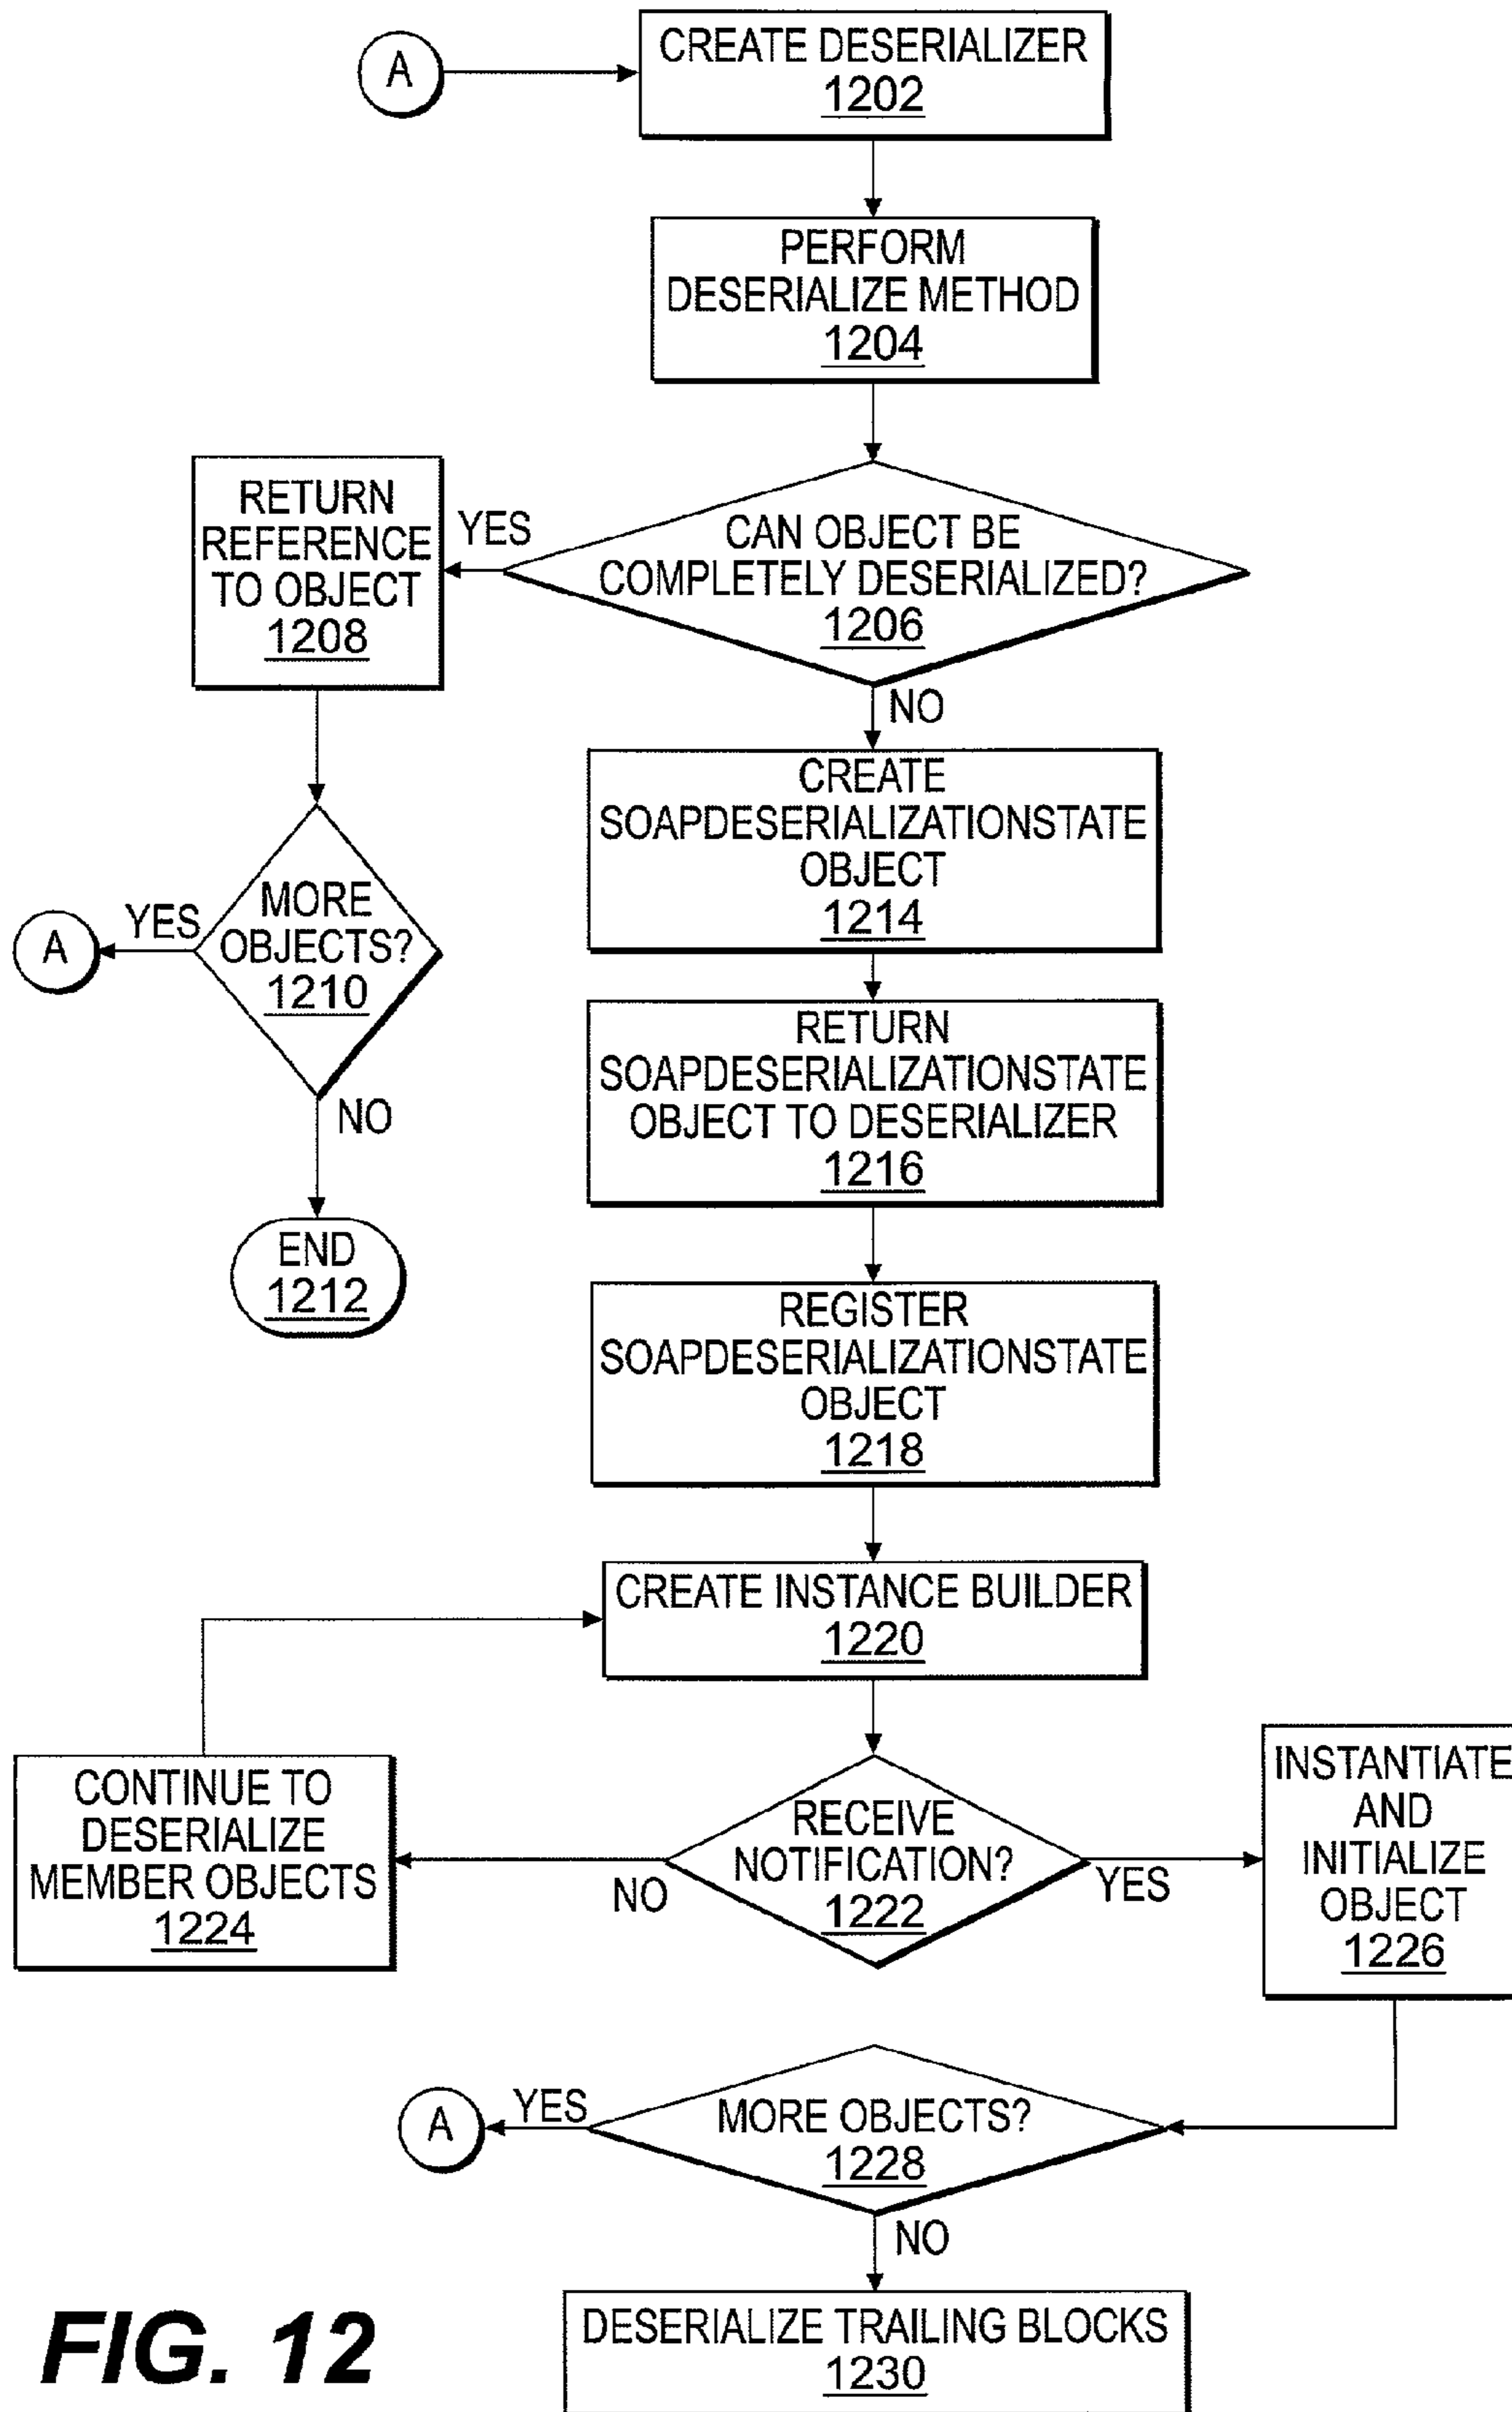 A
CREATE DESERIALIZER
1202
PERFORM
DESERIALIZE METHOD
1204
CAN OBJECT BE
COMPLETELY DESERIALIZED?
1206
YES
RETURN
REFERENCE
TO OBJECT
1208
NO
MORE
OBJECTS?
1210
YES
A
NO
END
1212
CREATE
SOAPDESERIALIZATIONSTATE
OBJECT
1214
RETURN
SOAPDESERIALIZATIONSTATE
OBJECT TO DESERIALIZER
1216
REGISTER
SOAPDESERIALIZATIONSTATE
OBJECT
1218
CREATE INSTANCE BUILDER
1220
RECEIVE
NOTIFICATION?
1222
NO
CONTINUE TO
DESERIALIZE
MEMBER OBJECTS
1224
YES
INSTANTIATE
AND
INITIALIZE
OBJECT
1226
MORE OBJECTS?
1228
YES
A
NO
DESERIALIZE TRAILING BLOCKS
1230
FIG. 12